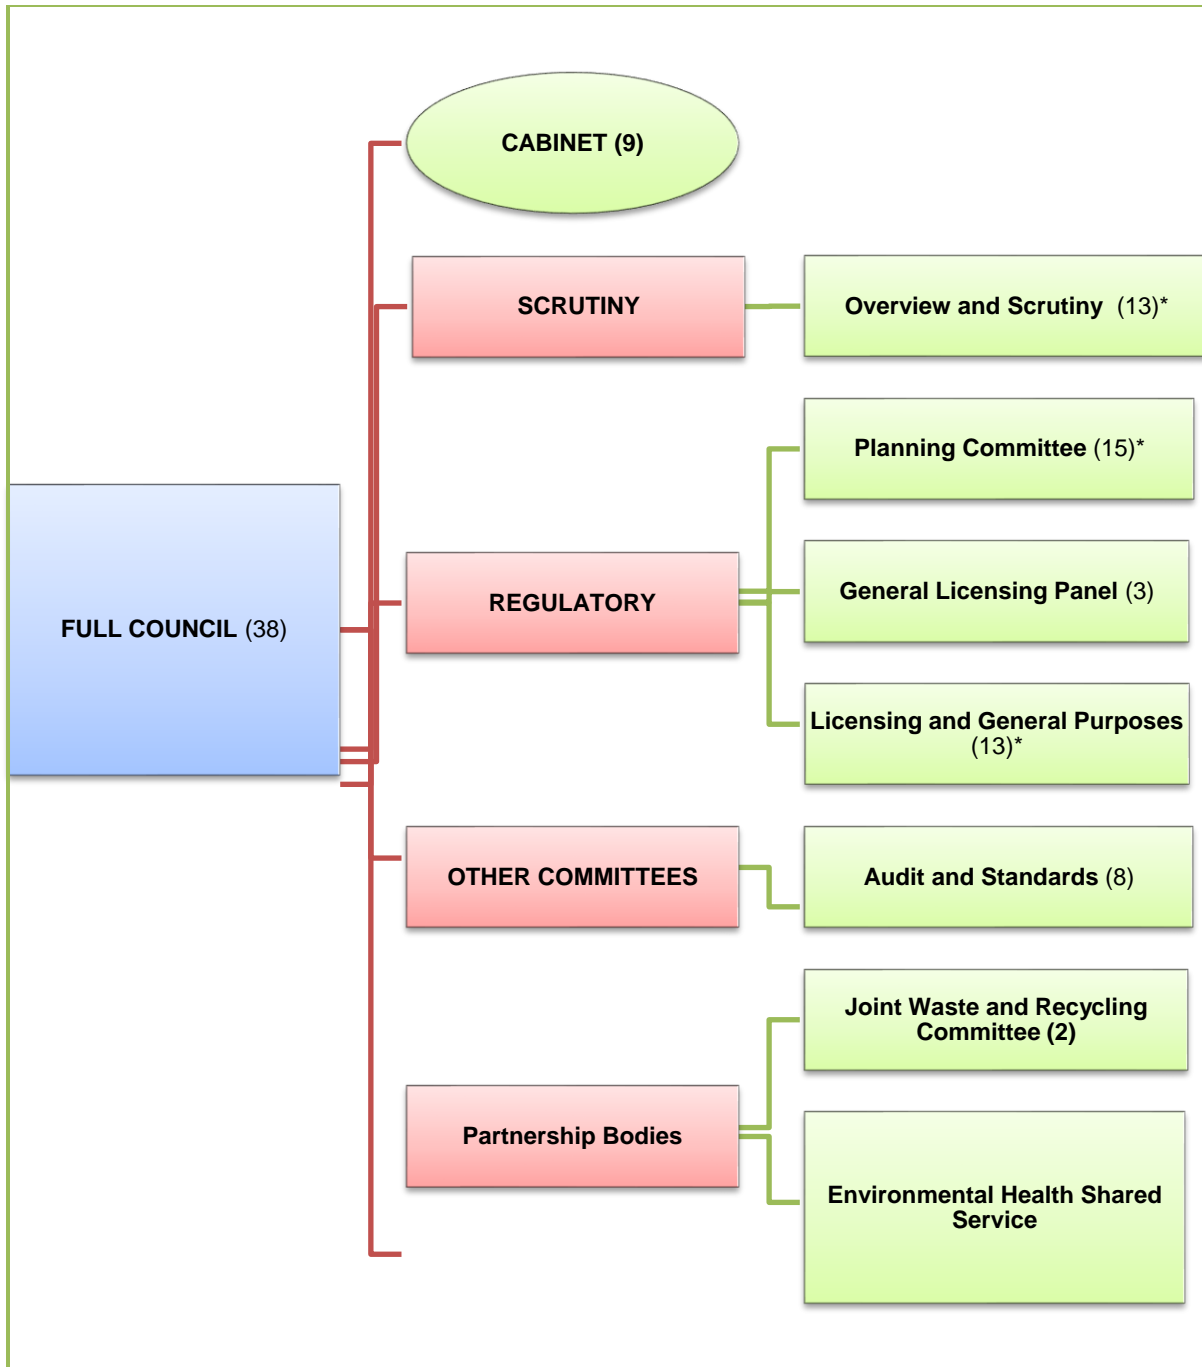 CABINET (9)
SCRUTINY
Overview and Scrutiny (13)*
Planning Committee (15)*
FULL COUNCIL (38)
REGULATORY
General Licensing Panel (3)
Licensing and General Purposes
(13)*
OTHER COMMITTEES
Audit and Standards (8)
Joint Waste and Recycling
Committee (2)
Partnership Bodies
Environmental Health Shared
Service